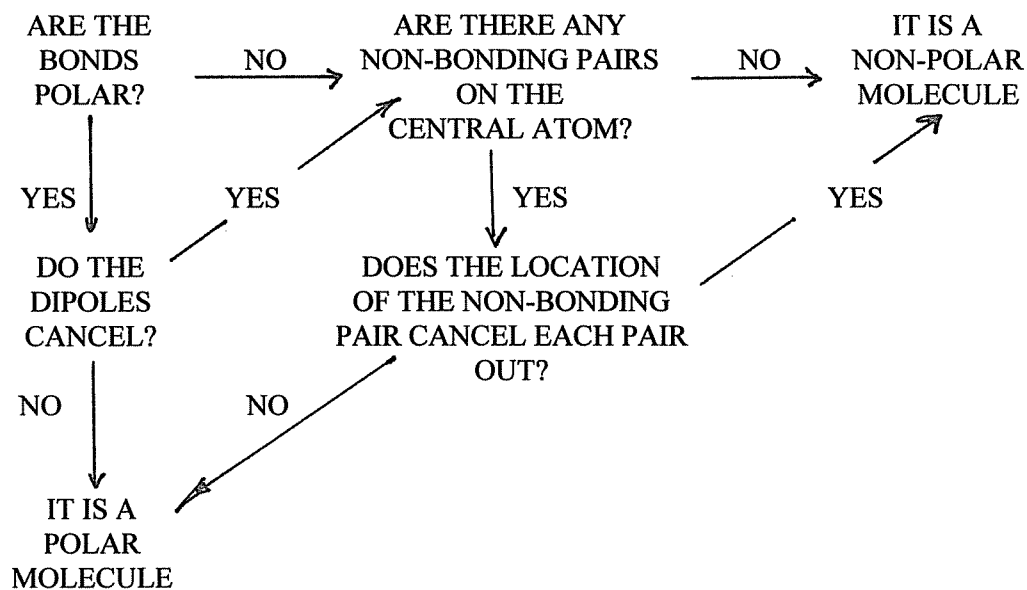 ARE THE
BONDS
POLAR?
NO
ARE THERE ANY
NON-BONDING PAIRS
ON THE
CENTRAL ATOM?
NO
IT IS A
NON-POLAR
MOLECULE
YES
YES
YES
YES
DO THE
DIPOLES
CANCEL?
DOES THE LOCATION
OF THE NON-BONDING
PAIR CANCEL EACH PAIR
OUT?
NO
NO
IT IS A
POLAR
MOLECULE